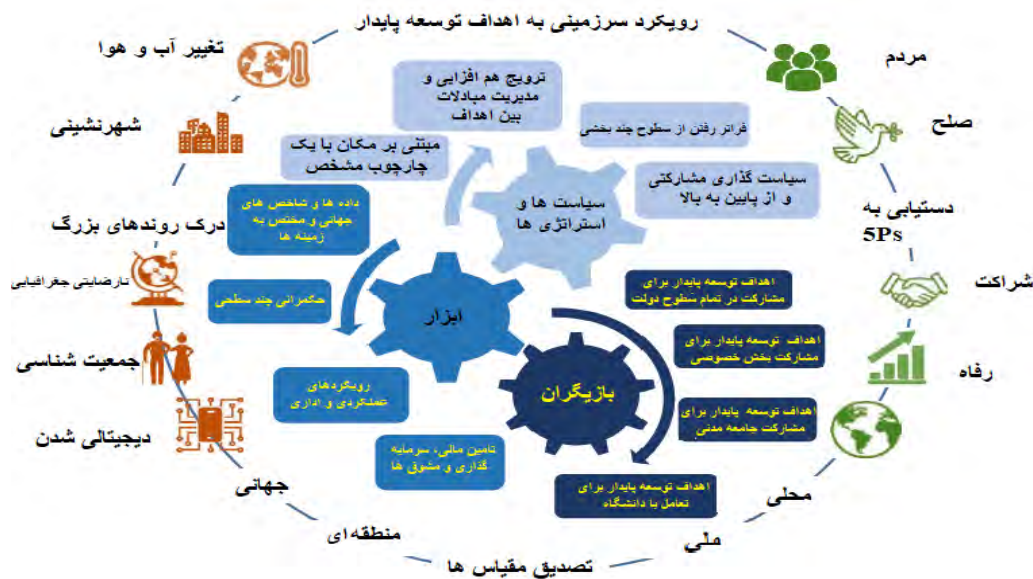 رویکرد سرزمینی به اهداف توسعه پایدار
مردم
صلح
دستیابی به
5Ps
شراکت
رفاه
تغییر آب و هوا
شهرنشینی
درک روندهای بزرگ
نارضایتی جغرافیایی
جمعیت شناسی
دیجیتالی شدن
ترویج هم افزایی و
مدیریت مبادلات
بین اهداف
فراتر رفتن از سطوح چند بخشی
مبتنی بر مکان با یک
چارچوب مشخص
سیاست گذاری مشارکتی
و از پایین به بالا
سیاست ها و
استراتژی ها
داده ها و شاخص های
جهانی و مختص به
زمینه ها
حکمرانی چند سطحی
ابزار
رویکردهای
عملکردی و اداری
تامین مالی، سرمایه
گذاری و مشوق ها
بازیگران
اهداف توسعه پایدار برای
مشارکت در تمام سطوح دولت
اهداف توسعه پایدار برای
مشارکت بخش خصوصی
اهداف توسعه پایدار برای
مشارکت جامعه مدنی
اهداف توسعه پایدار برای
تعامل با دانشگاه
محلی
ملی
منطقه ای
جهانی
تصدیق مقیاس ها